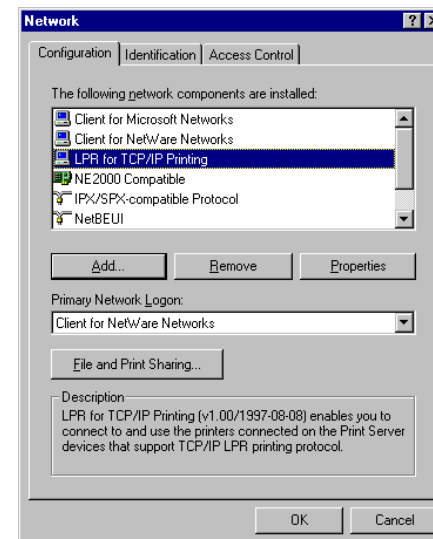 Network
Configuration Identification Access Control
The following network components are installed:
Client for Microsoft Networks
Client for NetWare Networks
LPR for TCP/IP Printing
NE2000 Compatible
IPX/SPX-compatible Protocol
NetBEUI
Add... Remove Properties
Primary Network Logon:
Client for NetWare Networks
File and Print Sharing...
Description
LPR for TCP/IP Printing (v1.00/1997-08-08) enables you to
connect to and use the printers connected on the Print Server
devices that support TCP/IP LPR printing protocol.
OK Cancel